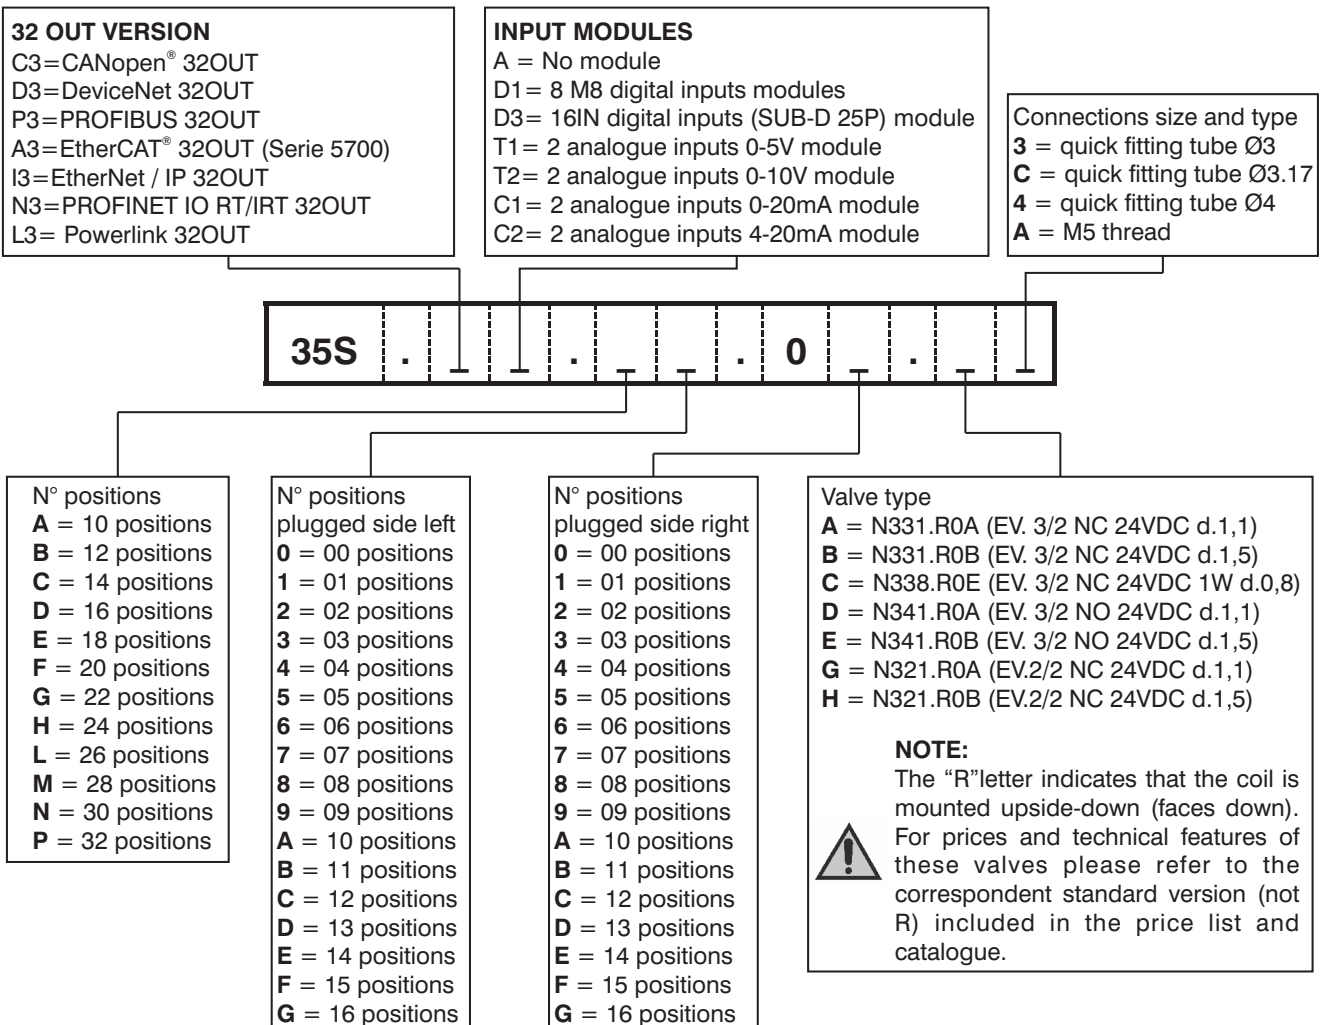 32 OUT VERSION
C3=CANopen® 32OUT
D3=DeviceNet 32OUT
P3=PROFIBUS 32OUT
A3=EtherCAT® 32OUT (Serie 5700)
I3=EtherNet / IP 32OUT
N3=PROFINET IO RT/IRT 32OUT
L3= Powerlink 32OUT
INPUT MODULES
A = No module
D1= 8 M8 digital inputs modules
D3= 16IN digital inputs (SUB-D 25P) module
T1= 2 analogue inputs 0-5V module
T2= 2 analogue inputs 0-10V module
C1= 2 analogue inputs 0-20mA module
C2= 2 analogue inputs 4-20mA module
Connections size and type
3 = quick fitting tube Ø3
C = quick fitting tube Ø3.17
4 = quick fitting tube Ø4
A = M5 thread
35S . _ _ . _ _ . 0 _ . _ _
N° positions
A = 10 positions
B = 12 positions
C = 14 positions
D = 16 positions
E = 18 positions
F = 20 positions
G = 22 positions
H = 24 positions
L = 26 positions
M = 28 positions
N = 30 positions
P = 32 positions
N° positions
plugged side left
0 = 00 positions
1 = 01 positions
2 = 02 positions
3 = 03 positions
4 = 04 positions
5 = 05 positions
6 = 06 positions
7 = 07 positions
8 = 08 positions
9 = 09 positions
A = 10 positions
B = 11 positions
C = 12 positions
D = 13 positions
E = 14 positions
F = 15 positions
G = 16 positions
N° positions
plugged side right
0 = 00 positions
1 = 01 positions
2 = 02 positions
3 = 03 positions
4 = 04 positions
5 = 05 positions
6 = 06 positions
7 = 07 positions
8 = 08 positions
9 = 09 positions
A = 10 positions
B = 11 positions
C = 12 positions
D = 13 positions
E = 14 positions
F = 15 positions
G = 16 positions
Valve type
A = N331.R0A (EV. 3/2 NC 24VDC d.1,1)
B = N331.R0B (EV. 3/2 NC 24VDC d.1,5)
C = N338.R0E (EV. 3/2 NC 24VDC 1W d.0,8)
D = N341.R0A (EV. 3/2 NO 24VDC d.1,1)
E = N341.R0B (EV. 3/2 NO 24VDC d.1,5)
G = N321.R0A (EV.2/2 NC 24VDC d.1,1)
H = N321.R0B (EV.2/2 NC 24VDC d.1,5)
NOTE:
The “R”letter indicates that the coil is
mounted upside-down (faces down).
For prices and technical features of
these valves please refer to the
correspondent standard version (not
R) included in the price list and
catalogue.